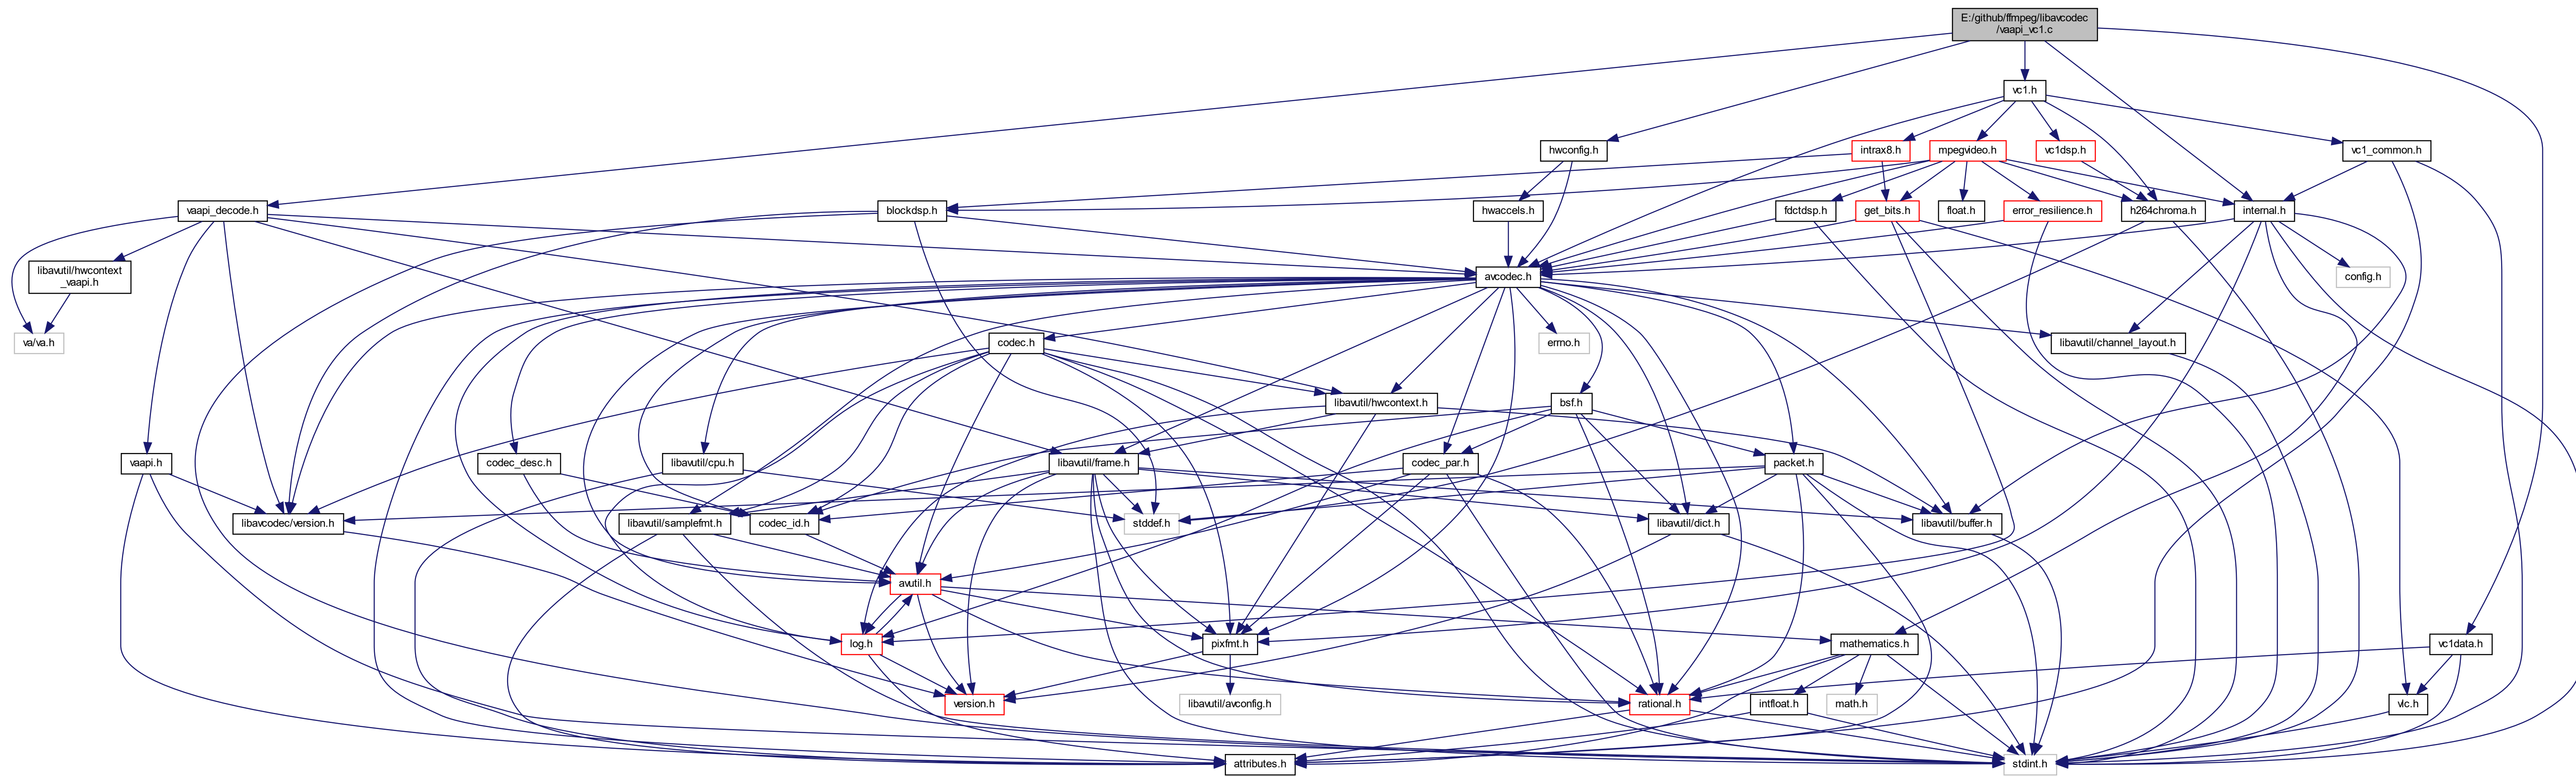 E:/github/ffmpeg/libavcodec
/vaapi_vc1.c
vc1.h
hwconfig.h
intrax8.h
mpegvideo.h
vc1dsp.h
vc1_common.h
vaapi_decode.h
blockdsp.h
hwaccels.h
fdctdsp.h
get_bits.h
float.h
error_resilience.h
h264chroma.h
internal.h
libavutil/hwcontext
_vaapi.h
avcodec.h
config.h
va/va.h
codec.h
errno.h
libavutil/channel_layout.h
libavutil/hwcontext.h
bsf.h
vaapi.h
codec_desc.h
libavutil/cpu.h
libavutil/frame.h
codec_par.h
packet.h
libavcodec/version.h
libavutil/samplefmt.h
codec_id.h
stddef.h
libavutil/dict.h
libavutil/buffer.h
avutil.h
log.h
pixfmt.h
mathematics.h
vc1data.h
version.h
libavutil/avconfig.h
rational.h
intfloat.h
math.h
vlc.h
attributes.h
stdint.h